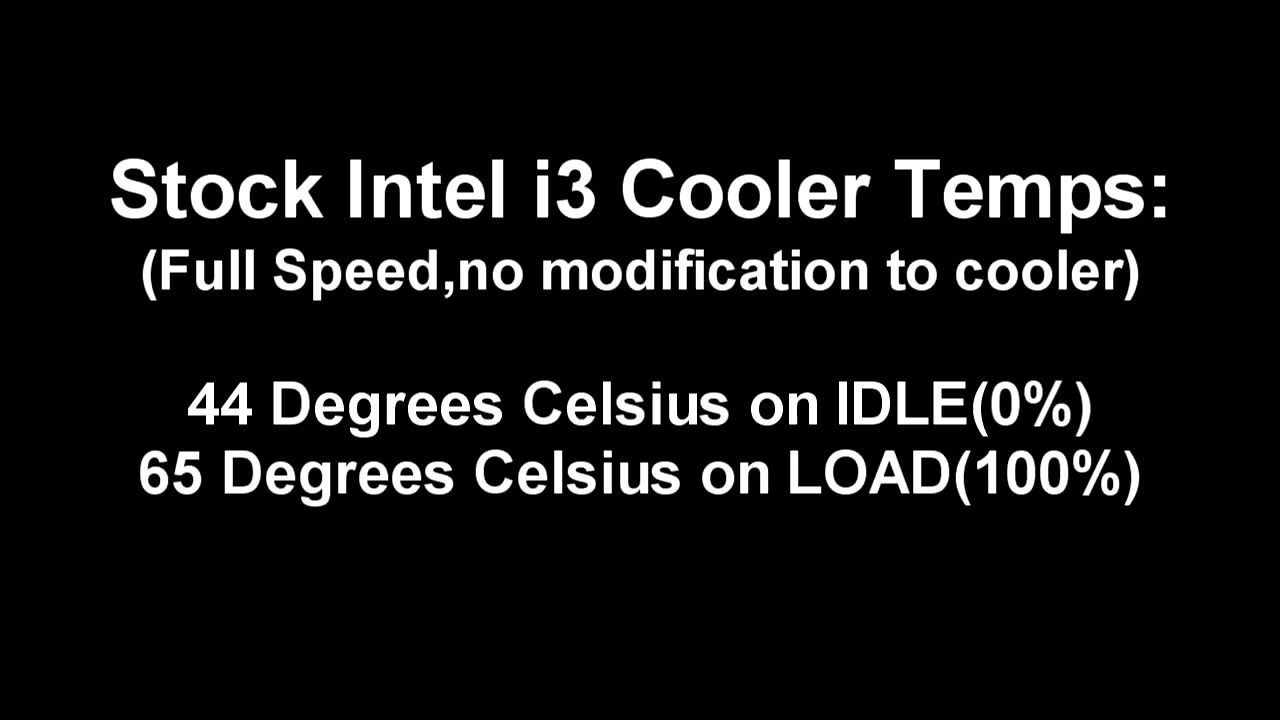 Stock Intel i3 Cooler Temps:
(Full Speed,no modification to cooler)
44 Degrees Celsius on IDLE(0%)
65 Degrees Celsius on LOAD(100%)